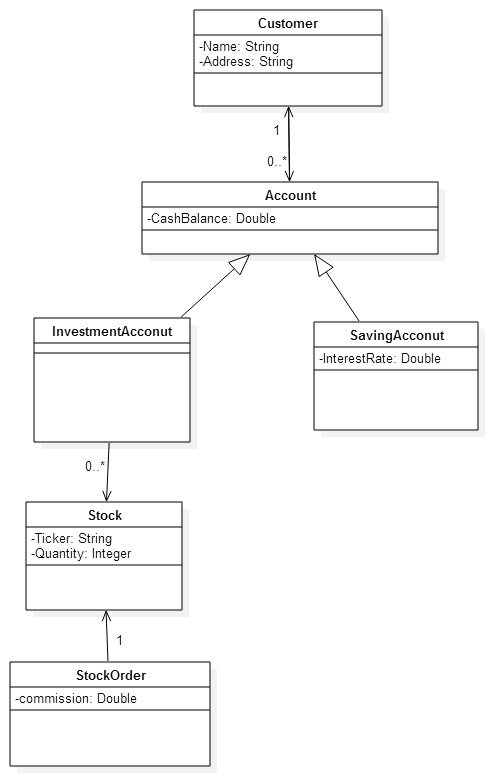 Customer
-Name: String
-Address: String
1
0..*
Account
-CashBalance: Double
InvestmentAcconut
SavingAcconut
-InterestRate: Double
0..*
Stock
-Ticker: String
-Quantity: Integer
1
StockOrder
-commission: Double